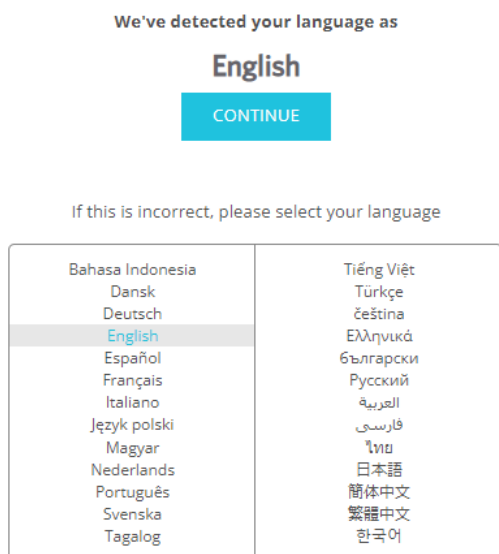 We've detected your language as
English
CONTINUE
If this is incorrect, please select your language
Bahasa Indonesia
Dansk
Deutsch
English
Español
Français
Italiano
Język polski
Magyar
Nederlands
Português
Svenska
Tagalog
Tiếng Việt
Türkçe
čeština
Ελληνικά
български
Русский
العربية
فارسی
ไทย
日本語
简体中文
繁體中文
한국어